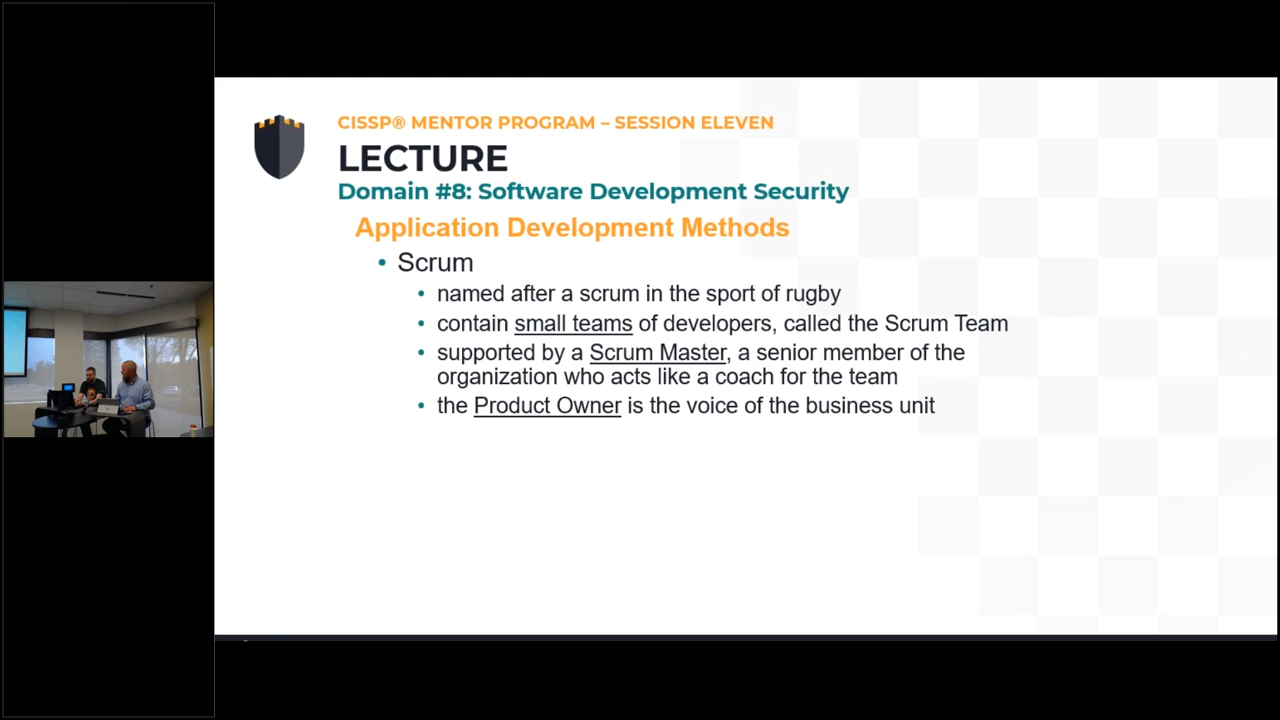 CISSP® MENTOR PROGRAM – SESSION ELEVEN
LECTURE
Domain #8: Software Development Security
Application Development Methods
• Scrum
• named after a scrum in the sport of rugby
• contain small teams of developers, called the Scrum Team
• supported by a Scrum Master, a senior member of the
organization who acts like a coach for the team
• the Product Owner is the voice of the business unit